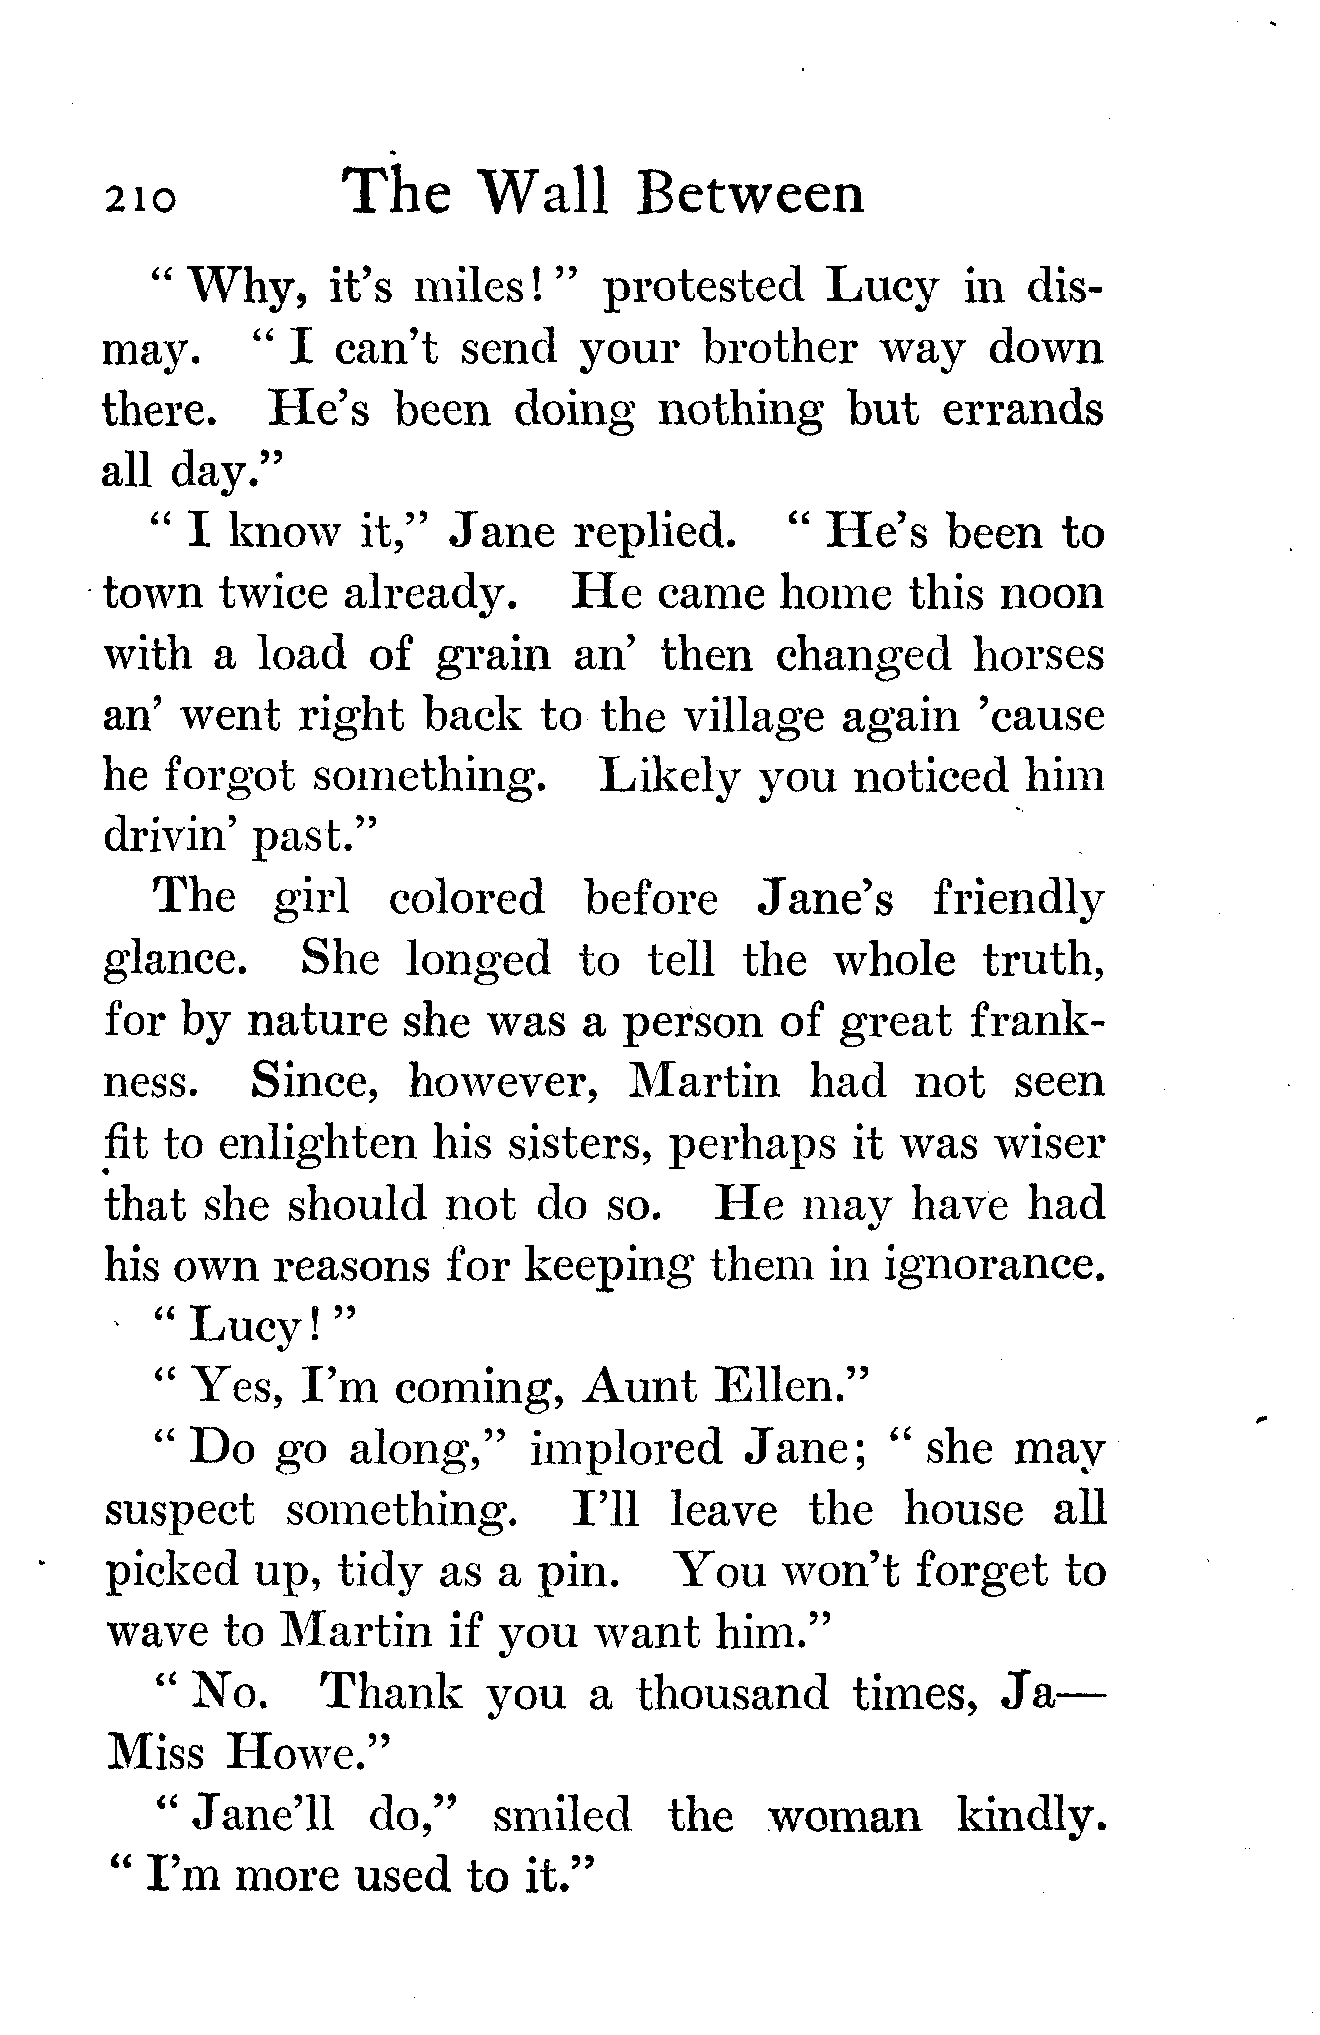 210 The Wall Between
“ Why, it’s miles! ” protested Lucy in dis-
may. “ I can’t send your brother way down
there. He’s been doing nothing but errands
all day.”
“ I know it,” Jane replied. “ He’s been to
town twice already. He came home this noon
with a load of grain an’ then changed horses
an’ went right back to the village again ’cause
he forgot something. Likely you noticed him
drivin’ past.”
The girl colored before Jane’s friendly
glance. She longed to tell the whole truth,
for by nature she was a person of great frank-
ness. Since, however, Martin had not seen
fit to enlighten his sisters, perhaps it was wiser
that she should not do so. He may have had
his own reasons for keeping them in ignorance.
“ Lucy! ”
“ Yes, I’m coming, Aunt Ellen.”
“ Do go along,” implored Jane; “ she may
suspect something. I’ll leave the house all
picked up, tidy as a pin. You won’t forget to
wave to Martin if you want him.”
“ No. Thank you a thousand times, Ja—
Miss Howe.”
“ Jane’ll do,” smiled the woman kindly.
“ I’m more used to it.”